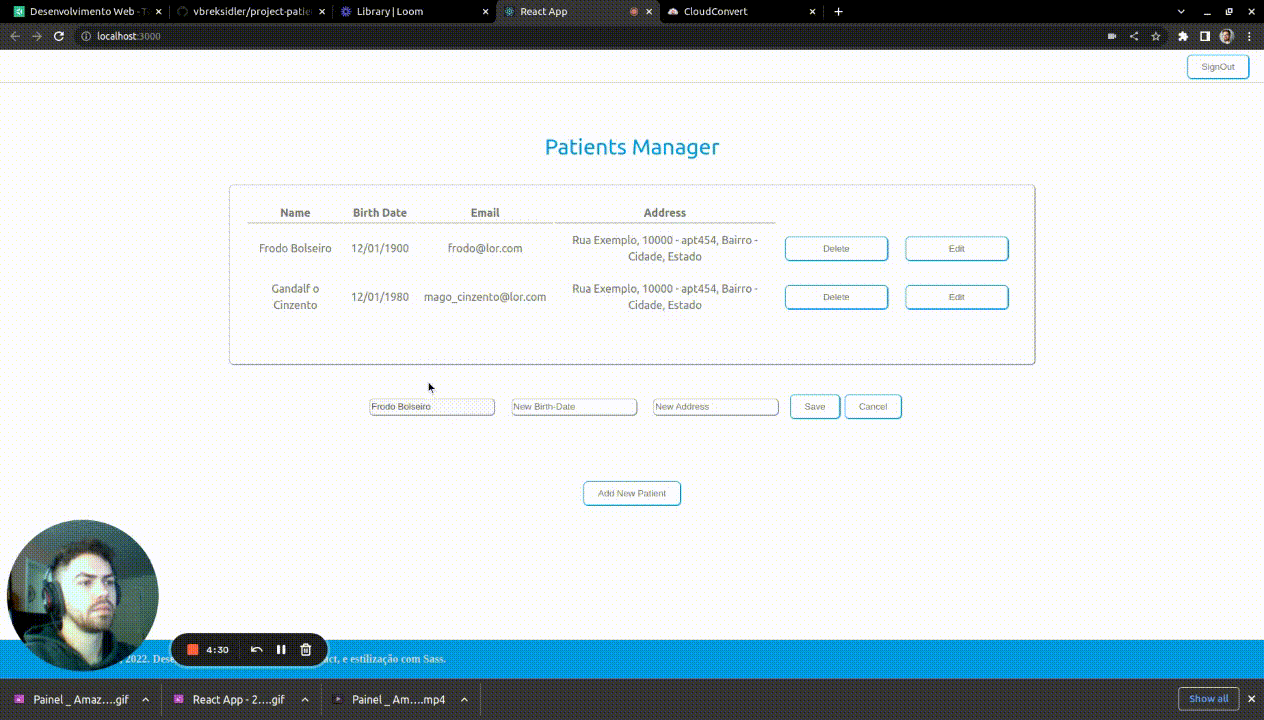 Desenvolvimento Web - T
vbreksidler/project-patie
Library | Loom
React App
CloudConvert
localhost:3000
SignOut
Patients Manager
Name Birth Date Email Address
Frodo Bolseiro 12/01/1900 frodo@lor.com Rua Exemplo, 10000 - apt454, Bairro - Delete Edit
Cidade, Estado
Gandalf o 12/01/1980 mago_cinzento@lor.com Rua Exemplo, 10000 - apt454, Bairro - Delete Edit
Cinzento Cidade, Estado
Frodo Bolseiro New Birth-Date New Address Save Cancel
Add New Patient
4:30
2022. Dese ct, e estilização com Sass.
Painel _ Amaz....gif
React App - 2....gif
Painel _ Am....mp4
Show all